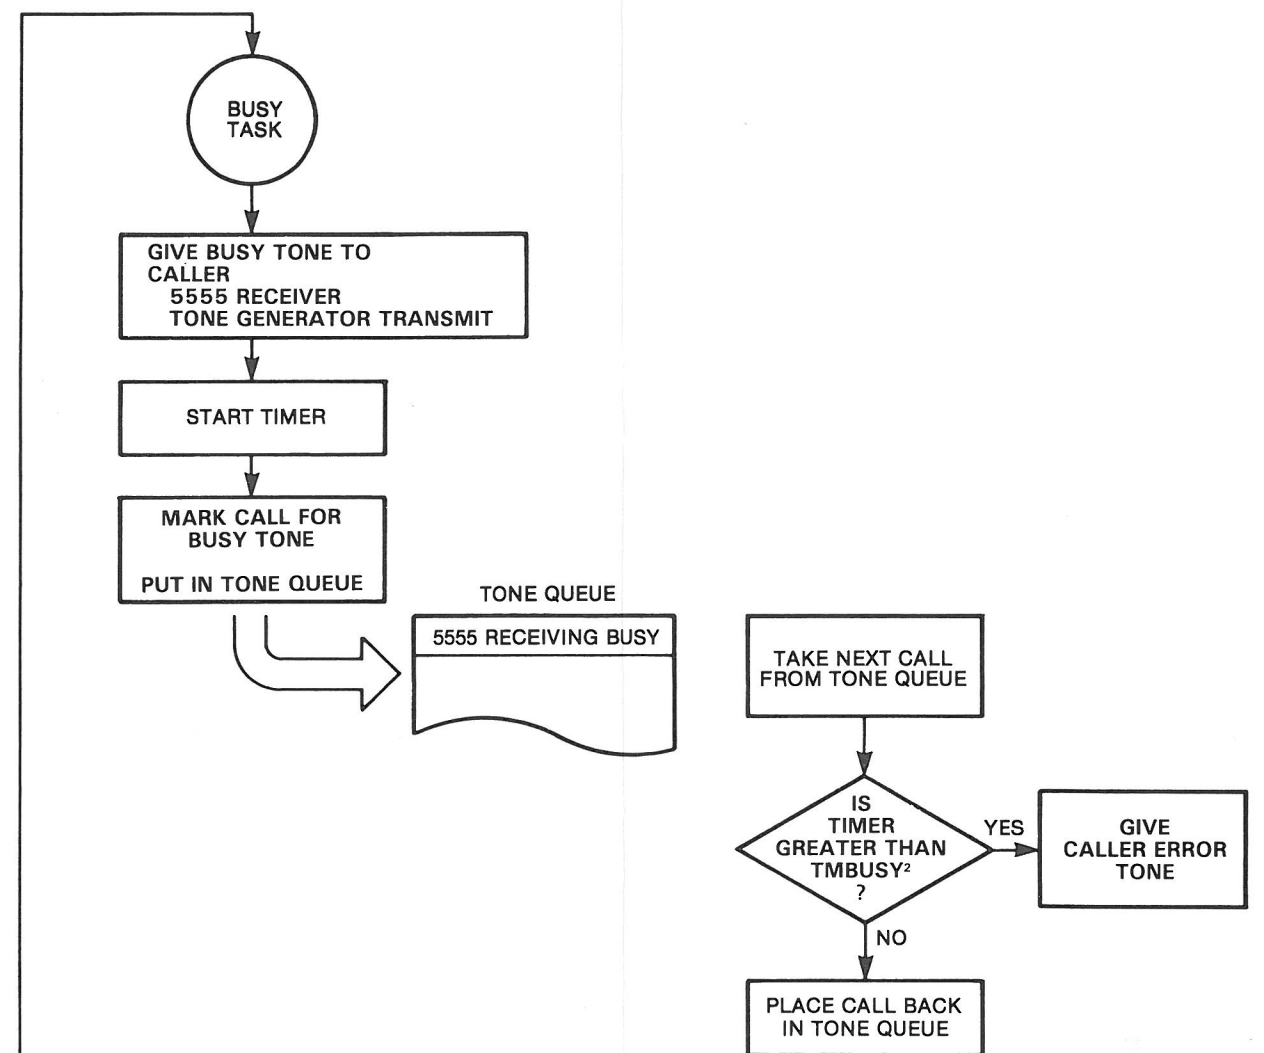 BUSY
TASK
GIVE BUSY TONE TO
CALLER
5555 RECEIVER
TONE GENERATOR TRANSMIT
START TIMER
MARK CALL FOR
BUSY TONE
PUT IN TONE QUEUE
TONE QUEUE
5555 RECEIVING BUSY
TAKE NEXT CALL
FROM TONE QUEUE
IS
TIMER
GREATER THAN
TMBUSY²
?
YES
GIVE
CALLER ERROR
TONE
NO
PLACE CALL BACK
IN TONE QUEUE